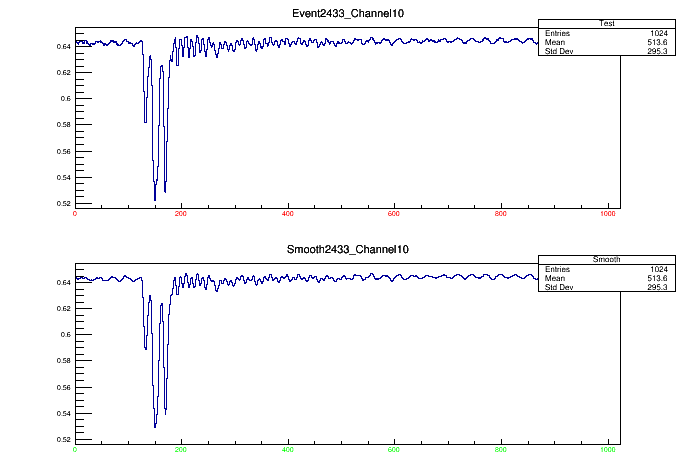 Event2433_Channel10
Test
Entries 1024
Mean 513.6
Std Dev 295.3
0.64
0.62
0.6
0.58
0.56
0.54
0.52
0 200 400 600 800 1000
Smooth2433_Channel10
Smooth
Entries 1024
Mean 513.6
Std Dev 295.3
0.64
0.62
0.6
0.58
0.56
0.54
0.52
0 200 400 600 800 1000